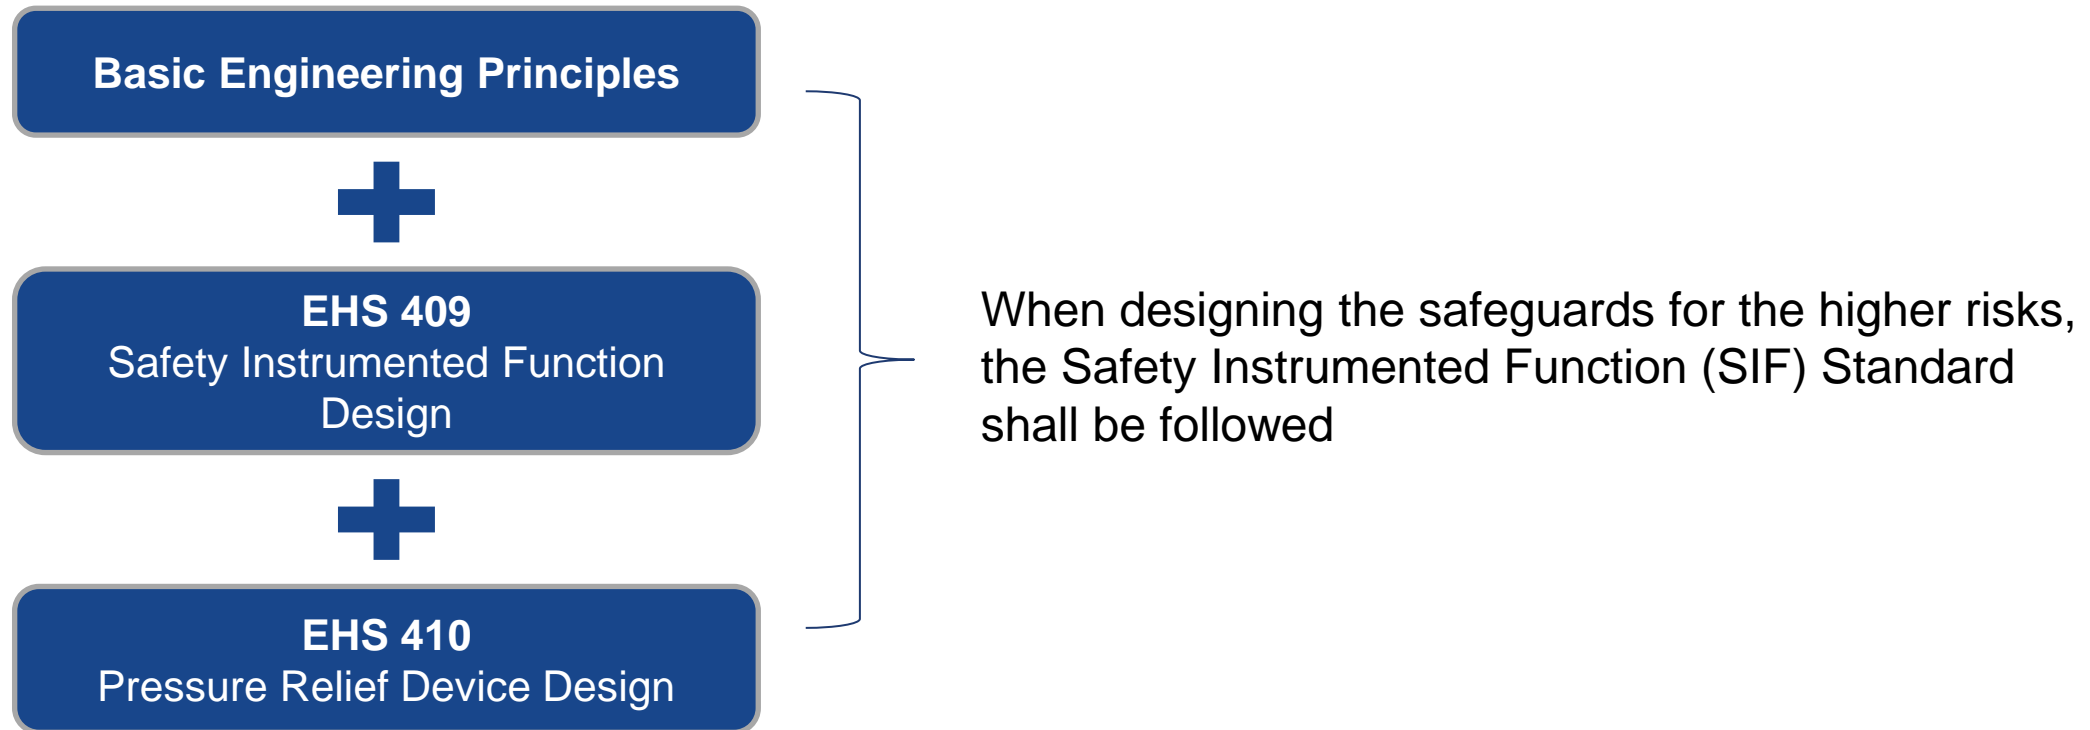 Basic Engineering Principles
EHS 409
Safety Instrumented Function
Design
EHS 410
Pressure Relief Device Design
When designing the safeguards for the higher risks,
the Safety Instrumented Function (SIF) Standard
shall be followed